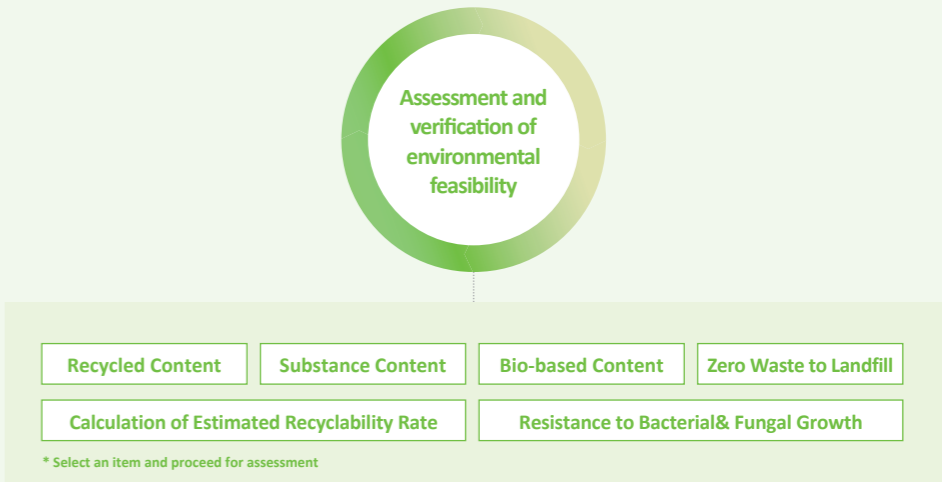 Assessment and
verification of
environmental
feasibility
Recycled Content
Substance Content
Bio-based Content
Zero Waste to Landfill
Calculation of Estimated Recyclability Rate
Resistance to Bacterial& Fungal Growth
* Select an item and proceed for assessment